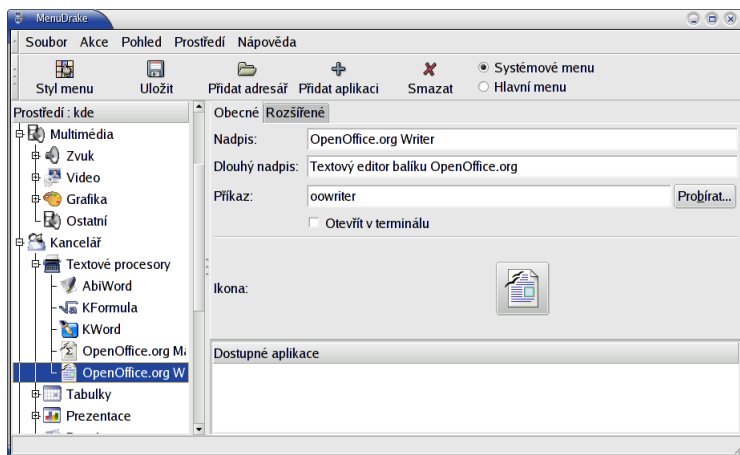 MenuDrake
Soubor Akce Pohled Prostředí Nápověda
Styl menu Uložit Přidat adresář Přidat aplikaci Smazat
Systémové menu
Hlavní menu
Prostředí : kde
Multimédia
Zvuk
Video
Grafika
Ostatní
Kancelář
Textové procesory
AbiWord
KFormula
KWord
OpenOffice.org Ma
OpenOffice.org W
Tabulky
Prezentace
Obecné Rozšířené
Nadpis: OpenOffice.org Writer
Dlouhý nadpis: Textový editor balíku OpenOffice.org
Příkaz: oowriter Probírat...
Otevřít v terminálu
Ikona:
Dostupné aplikace